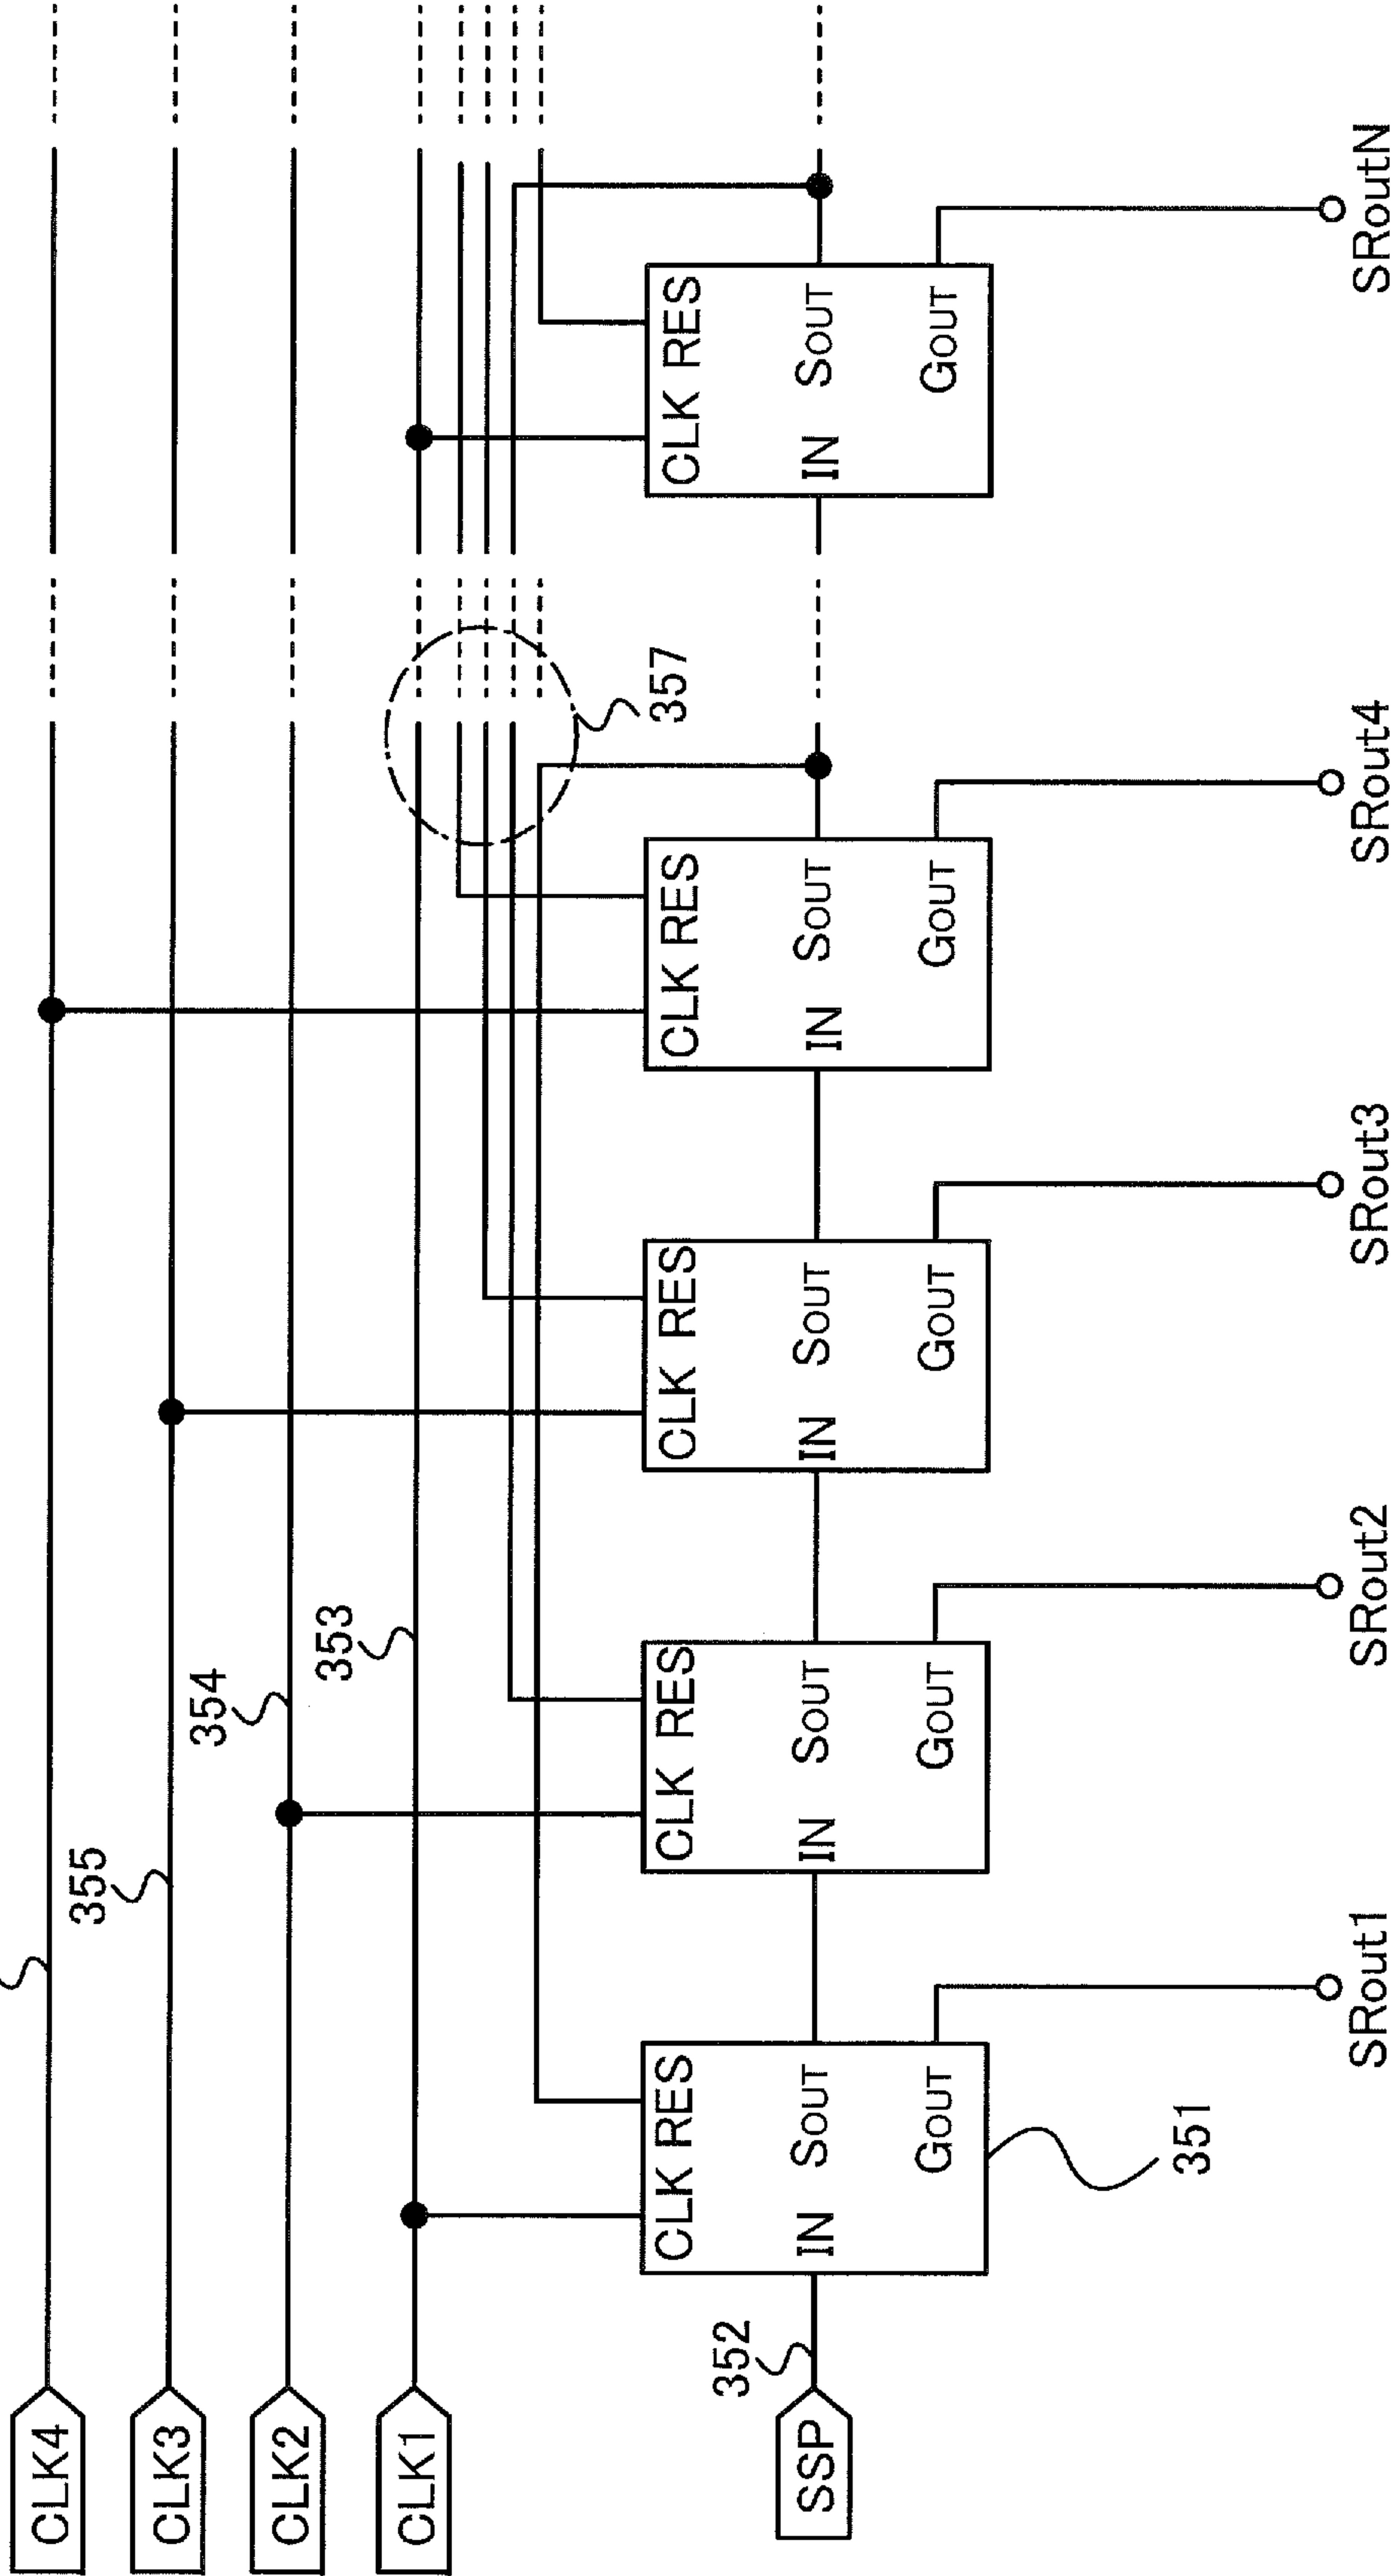 CLK4
CLK3
355
CLK2
354
CLK1
353
357
SSP
352
CLK RES
IN SOUT
GOUT
351
SRout1
CLK RES
IN SOUT
GOUT
SRout2
CLK RES
IN SOUT
GOUT
SRout3
CLK RES
IN SOUT
GOUT
SRout4
CLK RES
IN SOUT
GOUT
SRoutN